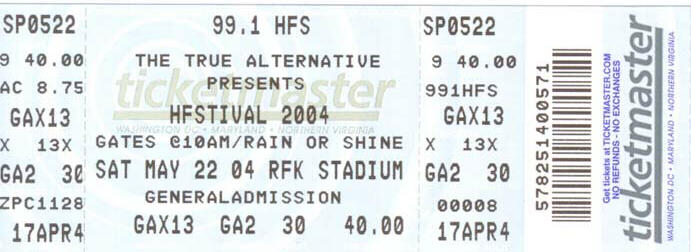 SP0522
9 40.00
AC 8.75
GAX13
X 13X
GA2 30
ZPC1128
17APR4
99.1 HFS
THE TRUE ALTERNATIVE
PRESENTS
ticketmaster
HFSTIVAL 2004
WASHINGTON DC • MARYLAND • NORTHERN VIRGINIA
GATES @10AM/RAIN OR SHINE
SAT MAY 22 04 RFK STADIUM
GENERALADMISSION
GAX13 GA2 30 40.00
SP0522
9 40.00
991HFS
GAX13
X 13X
GA2 30
00008
17APR4
578251400571
Get tickets at TICKETMASTER.COM
NO REFUNDS - NO EXCHANGES
ticketmaster
WASHINGTON DC • MARYLAND • NORTHERN VIRGINIA